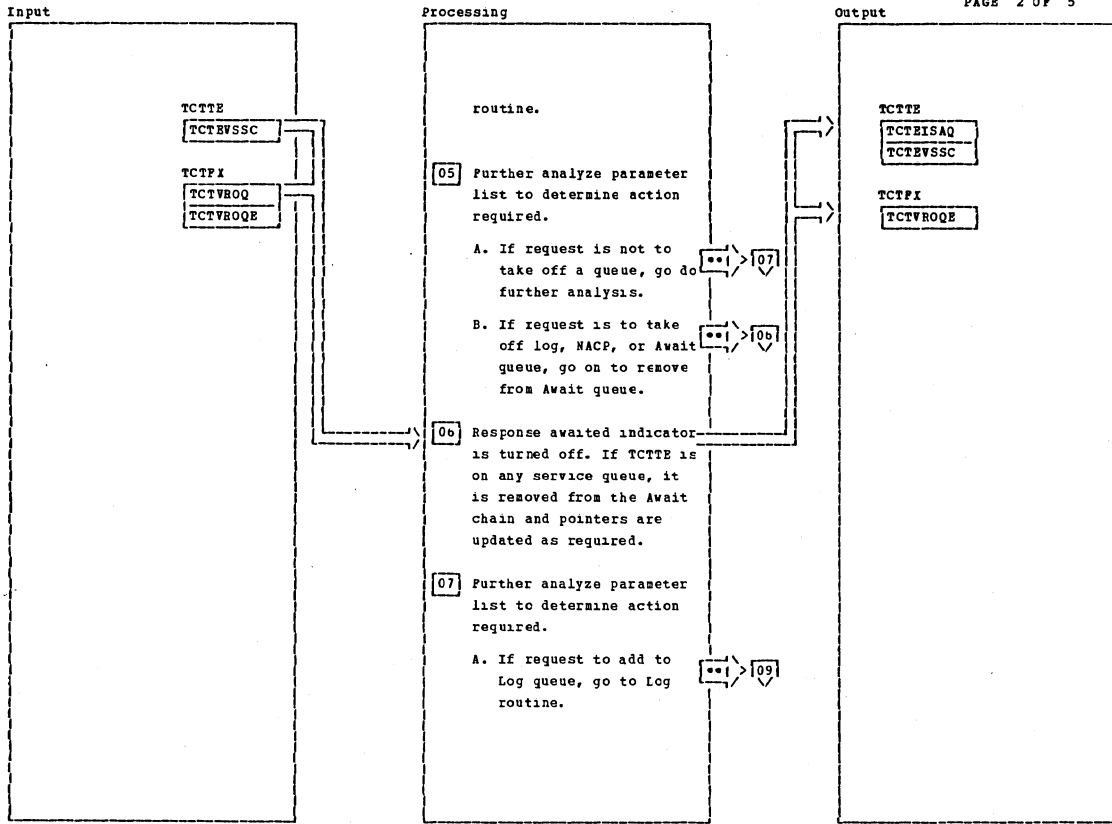 PAGE 2 OF 5
Input
Processing
Output
TCTTE
TCTEVSSC
TCTPX
TCTVROQ
TCTVROQE
routine.
05 Further analyze parameter
list to determine action
required.
A. If request is not to
take off a queue, go do
further analysis.
07
B. If request is to take
off log, NACP, or Await
queue, go on to remove
from Await queue.
06
06 Response awaited indicator
is turned off. If TCTTE is
on any service queue, it
is removed from the Await
chain and pointers are
updated as required.
07 Further analyze parameter
list to determine action
required.
A. If request to add to
Log queue, go to Log
routine.
09
TCTTE
TCTEISAQ
TCTEVSSC
TCTPX
TCTVROQE